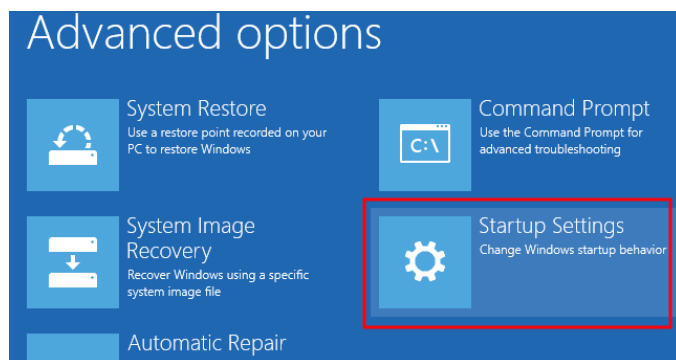 Advanced options
System Restore
Use a restore point recorded on your
PC to restore Windows
Command Prompt
Use the Command Prompt for
advanced troubleshooting
C:\
System Image
Recovery
Recover Windows using a specific
system image file
Startup Settings
Change Windows startup behavior
Automatic Repair